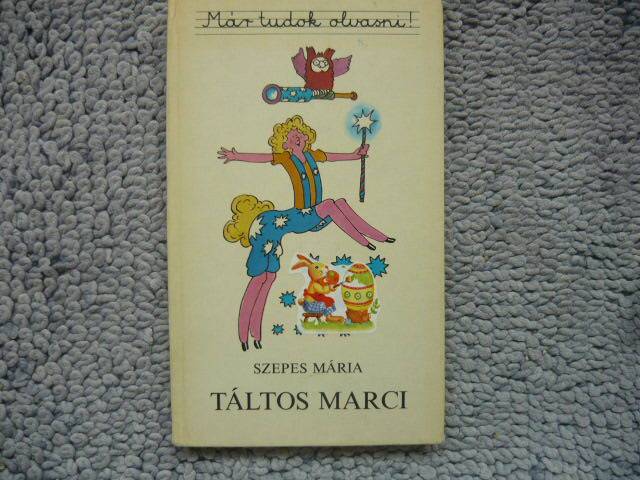 Már tudok olvasni!
SZEPES MÁRIA
TÁLTOS MARCI